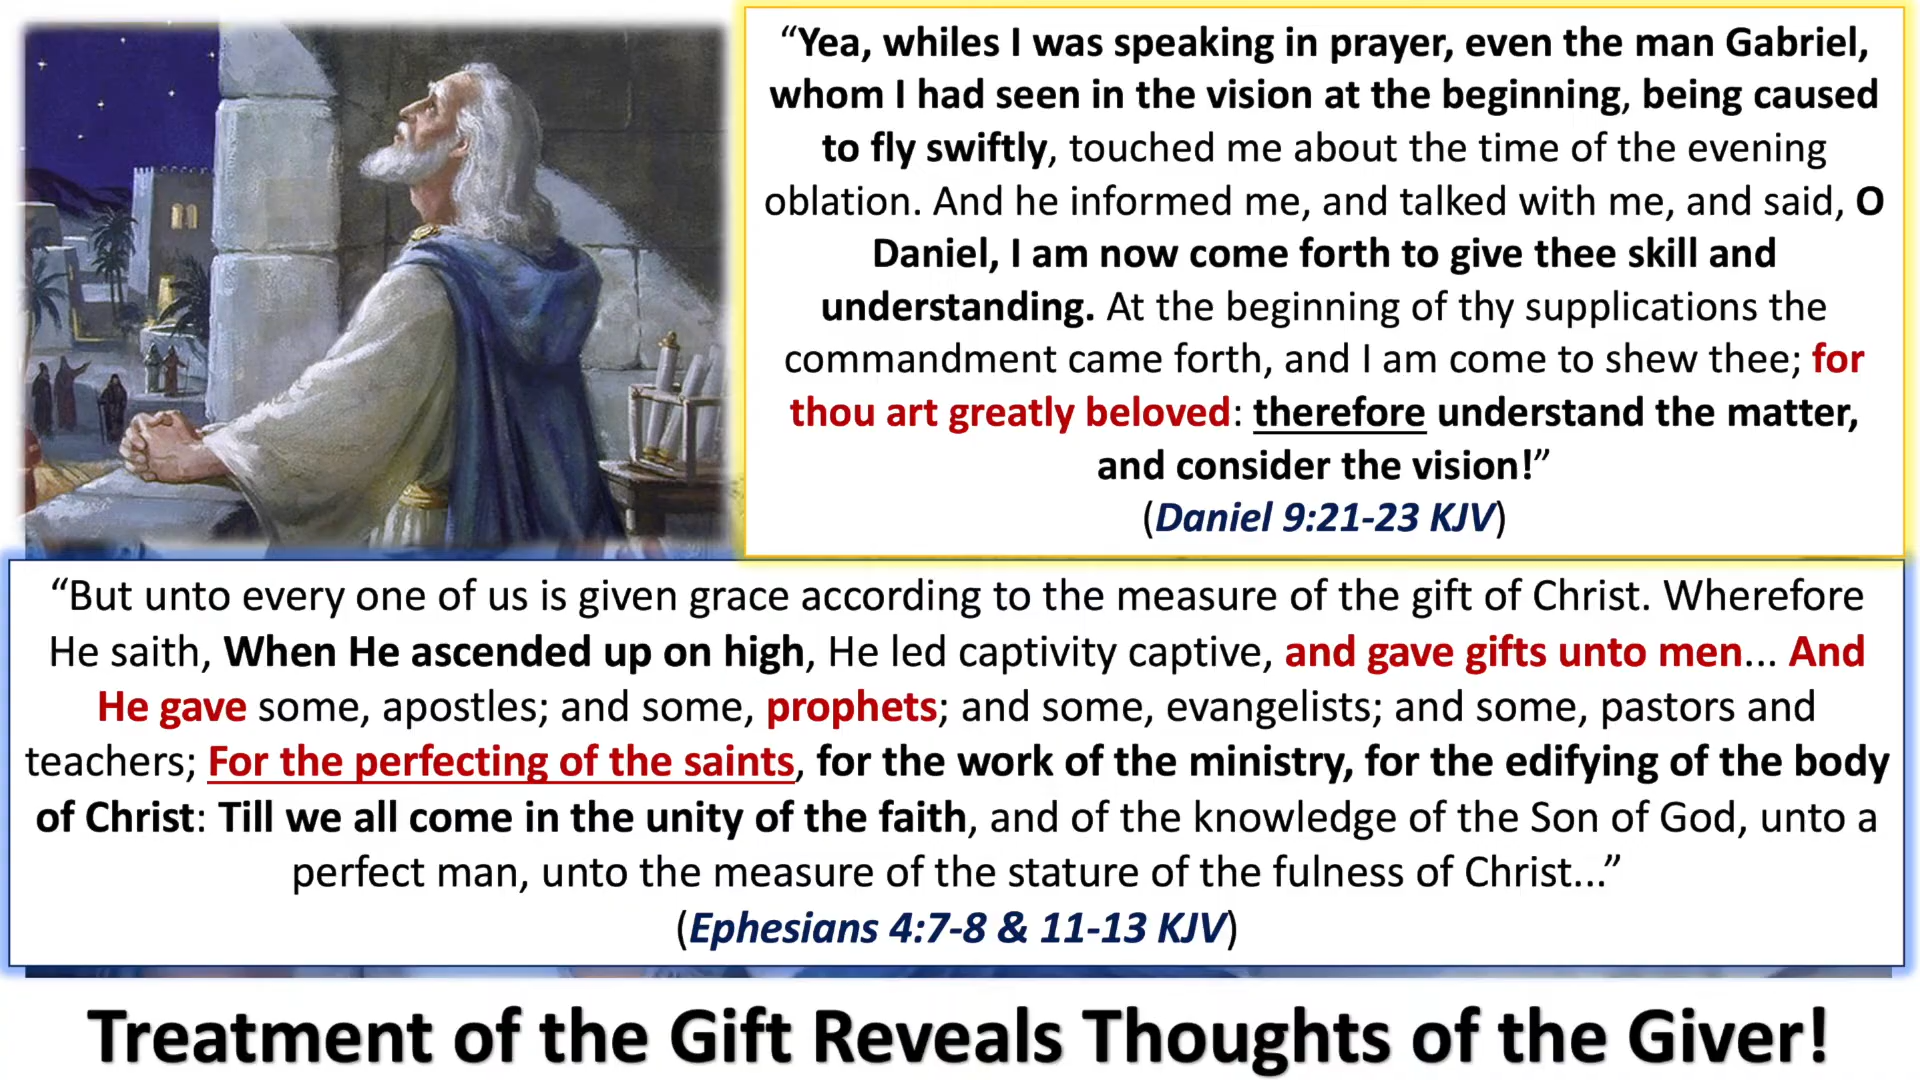 “Yea, whiles I was speaking in prayer, even the man Gabriel,
whom I had seen in the vision at the beginning, being caused
to fly swiftly, touched me about the time of the evening
oblation. And he informed me, and talked with me, and said, O
Daniel, I am now come forth to give thee skill and
understanding. At the beginning of thy supplications the
commandment came forth, and I am come to shew thee; for
thou art greatly beloved: therefore understand the matter,
and consider the vision!”
(Daniel 9:21-23 KJV)
“But unto every one of us is given grace according to the measure of the gift of Christ. Wherefore
He saith, When He ascended up on high, He led captivity captive, and gave gifts unto men... And
He gave some, apostles; and some, prophets; and some, evangelists; and some, pastors and
teachers; For the perfecting of the saints, for the work of the ministry, for the edifying of the body
of Christ: Till we all come in the unity of the faith, and of the knowledge of the Son of God, unto a
perfect man, unto the measure of the stature of the fulness of Christ...”
(Ephesians 4:7-8 & 11-13 KJV)
Treatment of the Gift Reveals Thoughts of the Giver!